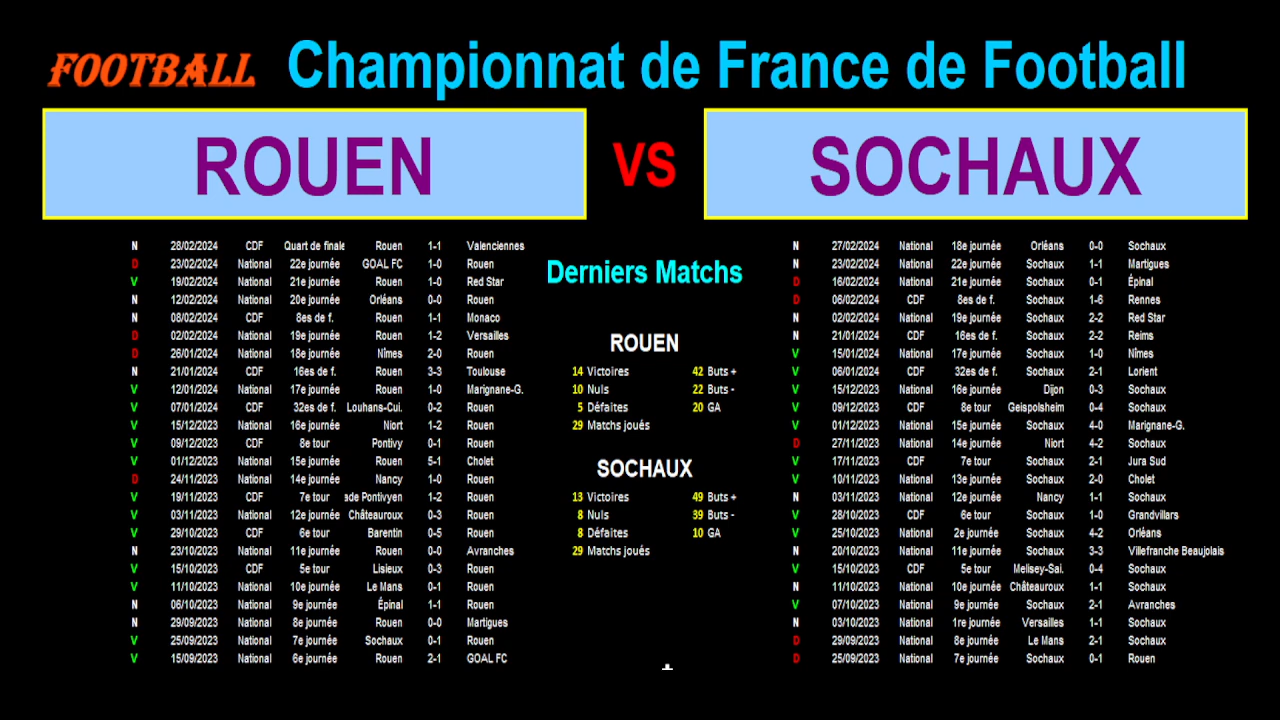 FOOTBALL Championnat de France de Football
ROUEN VS SOCHAUX
N 28/02/2024 CDF Quart de finale Rouen 1-1 Valenciennes
D 23/02/2024 National 22e journée GOAL FC 1-0 Rouen
V 19/02/2024 National 21e journée Rouen 1-0 Red Star
N 12/02/2024 National 20e journée Orléans 0-0 Rouen
N 08/02/2024 CDF 8es de f. Rouen 1-1 Monaco
D 02/02/2024 National 19e journée Rouen 1-2 Versailles
D 26/01/2024 National 18e journée Nîmes 2-0 Rouen
N 21/01/2024 CDF 16es de f. Rouen 3-3 Toulouse
V 12/01/2024 National 17e journée Rouen 1-0 Marignane-G.
V 07/01/2024 CDF 32es de f. Louhans-Cui. 0-2 Rouen
V 15/12/2023 National 16e journée Niort 1-2 Rouen
V 09/12/2023 CDF 8e tour Pontivy 0-1 Rouen
V 01/12/2023 National 15e journée Rouen 5-1 Cholet
D 24/11/2023 National 14e journée Nancy 1-0 Rouen
V 19/11/2023 CDF 7e tour ade Pontivyen 1-2 Rouen
V 03/11/2023 National 12e journée Châteauroux 0-3 Rouen
V 29/10/2023 CDF 6e tour Barentin 0-5 Rouen
N 23/10/2023 National 11e journée Rouen 0-0 Avranches
V 15/10/2023 CDF 5e tour Lisieux 0-3 Rouen
V 11/10/2023 National 10e journée Le Mans 0-1 Rouen
N 06/10/2023 National 9e journée Épinal 1-1 Rouen
N 29/09/2023 National 8e journée Rouen 0-0 Martigues
V 25/09/2023 National 7e journée Sochaux 0-1 Rouen
V 15/09/2023 National 6e journée Rouen 2-1 GOAL FC
Derniers Matchs
ROUEN
14 Victoires 42 Buts +
10 Nuls 22 Buts -
5 Défaites 20 GA
29 Matchs joués
SOCHAUX
13 Victoires 49 Buts +
8 Nuls 39 Buts -
8 Défaites 10 GA
29 Matchs joués
N 27/02/2024 National 18e journée Orléans 0-0 Sochaux
N 23/02/2024 National 22e journée Sochaux 1-1 Martigues
D 16/02/2024 National 21e journée Sochaux 0-1 Épinal
D 06/02/2024 CDF 8es de f. Sochaux 1-6 Rennes
N 02/02/2024 National 19e journée Sochaux 2-2 Red Star
N 21/01/2024 CDF 16es de f. Sochaux 2-2 Reims
V 15/01/2024 National 17e journée Sochaux 1-0 Nîmes
V 06/01/2024 CDF 32es de f. Sochaux 2-1 Lorient
V 15/12/2023 National 16e journée Dijon 0-3 Sochaux
V 09/12/2023 CDF 8e tour Geispolsheim 0-4 Sochaux
V 01/12/2023 National 15e journée Sochaux 4-0 Marignane-G.
D 27/11/2023 National 14e journée Niort 4-2 Sochaux
V 17/11/2023 CDF 7e tour Sochaux 2-1 Jura Sud
V 10/11/2023 National 13e journée Sochaux 2-0 Cholet
N 03/11/2023 National 12e journée Nancy 1-1 Sochaux
V 28/10/2023 CDF 6e tour Sochaux 1-0 Grandvillars
V 25/10/2023 National 2e journée Sochaux 4-2 Orléans
N 20/10/2023 National 11e journée Sochaux 3-3 Villefranche Beaujolais
V 15/10/2023 CDF 5e tour Melisey-Sal. 0-4 Sochaux
N 11/10/2023 National 10e journée Châteauroux 1-1 Sochaux
V 07/10/2023 National 9e journée Sochaux 2-1 Avranches
N 03/10/2023 National 1re journée Versailles 1-1 Sochaux
D 29/09/2023 National 8e journée Le Mans 2-1 Sochaux
D 25/09/2023 National 7e journée Sochaux 0-1 Rouen